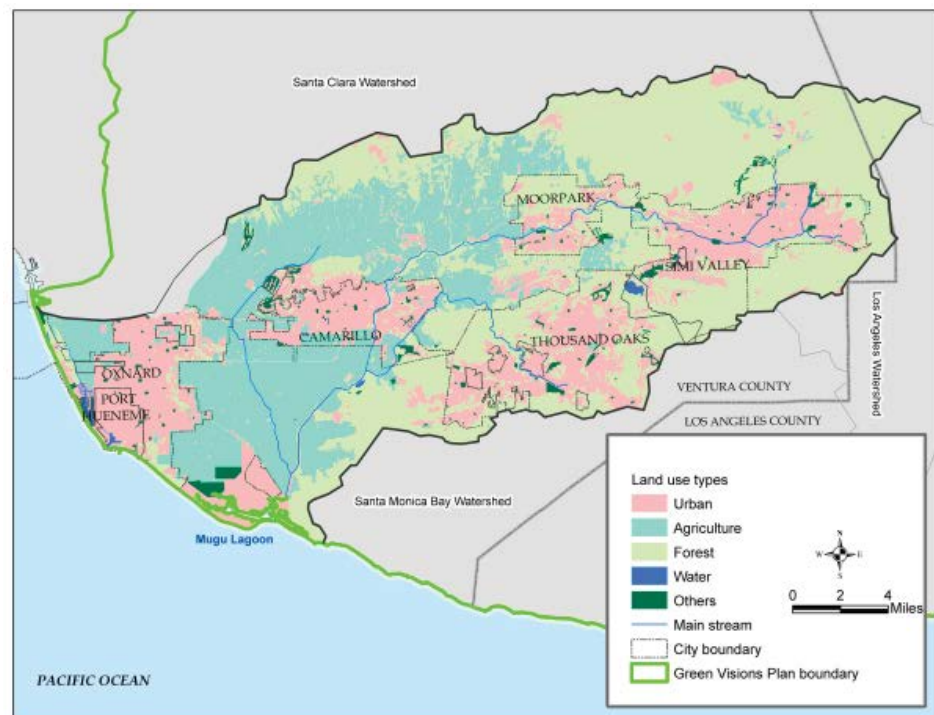 Santa Clara Watershed
MOORPARK
SIMI VALLEY
Los Angeles Watershed
CAMARILLO
THOUSAND OAKS
OXNARD
PORT
HUENEME
VENTURA COUNTY
LOS ANGELES COUNTY
Santa Monica Bay Watershed
Mugu Lagoon
PACIFIC OCEAN
Land use types
Urban
Agriculture
Forest
Water
Others
Main stream
City boundary
Green Visions Plan boundary
N
W E
S
0 2 4
Miles